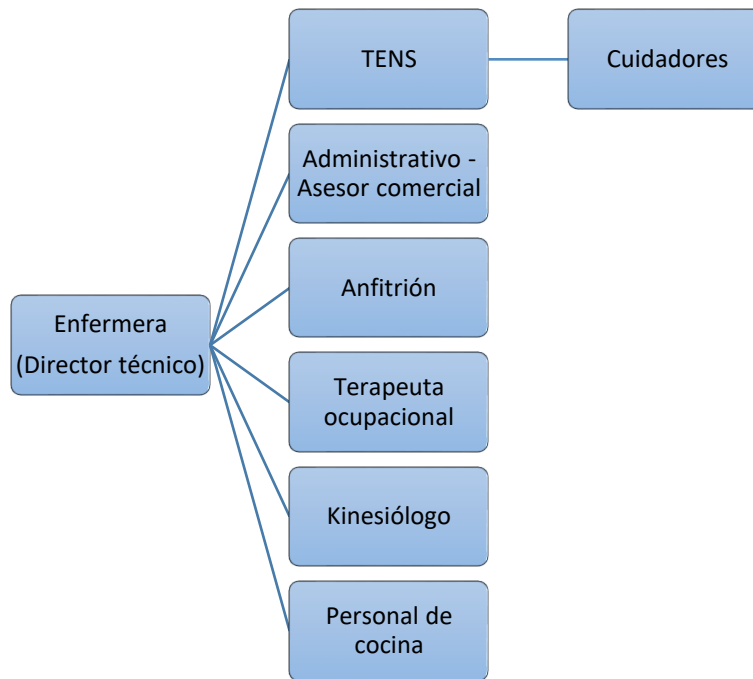 TENS
Cuidadores
Administrativo -
Asesor comercial
Anfitrión
Enfermera
(Director técnico)
Terapeuta
ocupacional
Kinesiólogo
Personal de
cocina